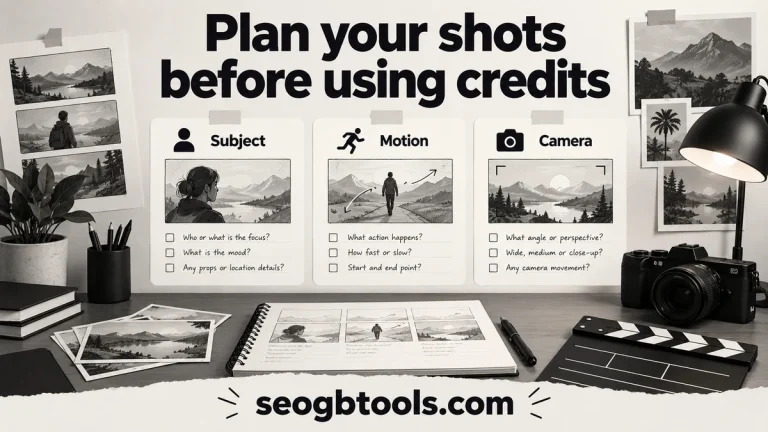 Plan your shots
before using credits
Subject
Who or what is the focus?
What is the mood?
Any props or location details?
Motion
What action happens?
How fast or slow?
Start and end point?
Camera
What angle or perspective?
Wide, medium or close-up?
Any camera movement?
seogbtools.com